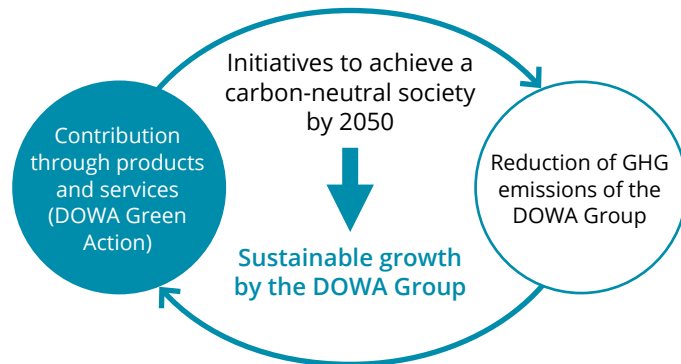 Initiatives to achieve a
carbon-neutral society
by 2050
Contribution
through products
and services
(DOWA Green
Action)
Reduction of GHG
emissions of the
DOWA Group
Sustainable growth
by the DOWA Group